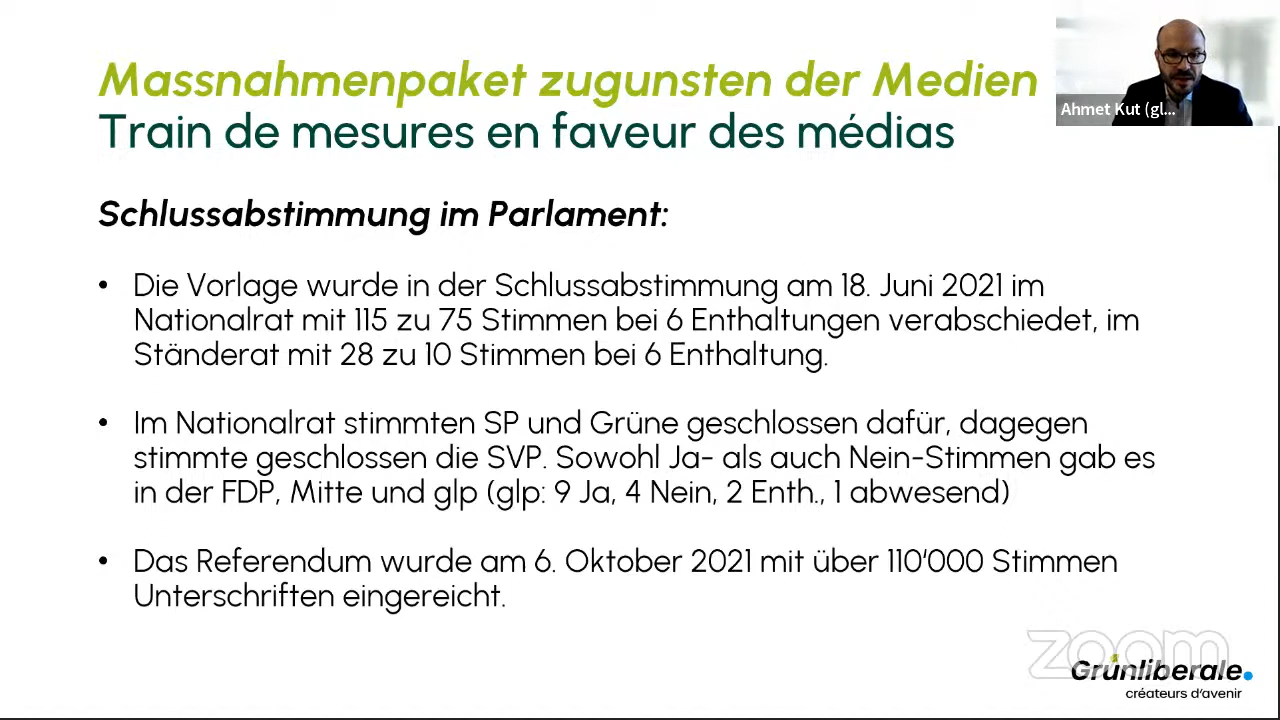 Massnahmenpaket zugunsten der Medien
Train de mesures en faveur des médias
Ahmet Kut (gl...
Schlussabstimmung im Parlament:
• Die Vorlage wurde in der Schlussabstimmung am 18. Juni 2021 im
Nationalrat mit 115 zu 75 Stimmen bei 6 Enthaltungen verabschiedet, im
Ständerat mit 28 zu 10 Stimmen bei 6 Enthaltung.
• Im Nationalrat stimmten SP und Grüne geschlossen dafür, dagegen
stimmte geschlossen die SVP. Sowohl Ja- als auch Nein-Stimmen gab es
in der FDP, Mitte und glp (glp: 9 Ja, 4 Nein, 2 Enth., 1 abwesend)
• Das Referendum wurde am 6. Oktober 2021 mit über 110‘000 Stimmen
Unterschriften eingereicht.
zoom
Grünliberale.
créateurs d‘avenir